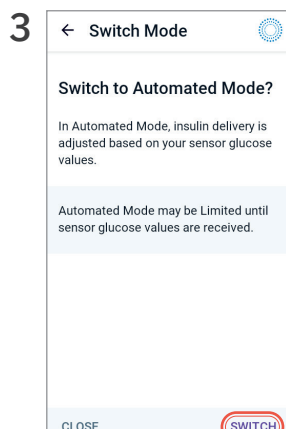 3
← Switch Mode
Switch to Automated Mode?
In Automated Mode, insulin delivery is
adjusted based on your sensor glucose
values.
Automated Mode may be Limited until
sensor glucose values are received.
CLOSE SWITCH